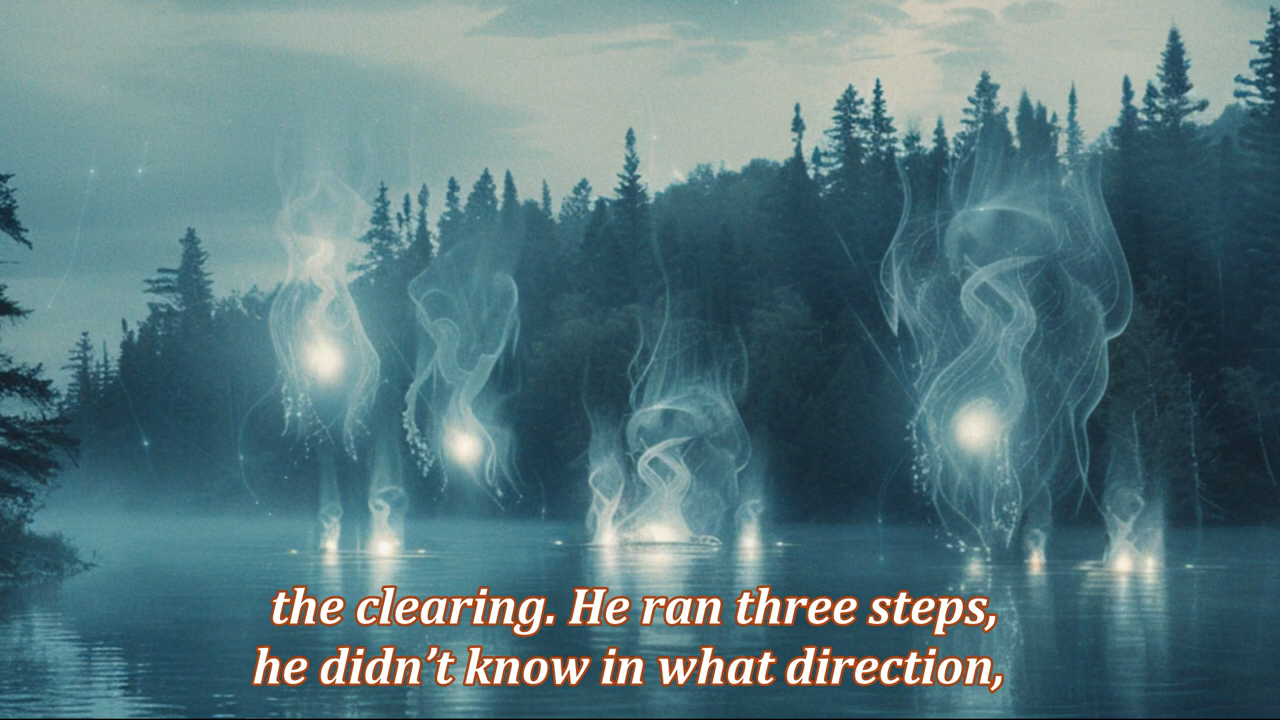 the clearing. He ran three steps,
he didn’t know in what direction,